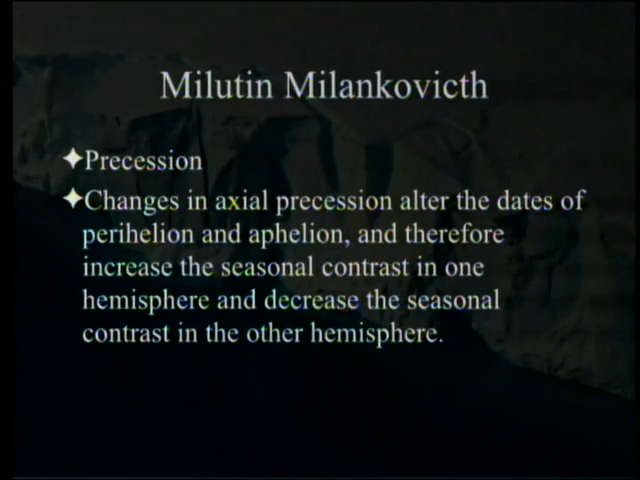 Milutin Milankovicth
✦Precession
✦Changes in axial precession alter the dates of
perihelion and aphelion, and therefore
increase the seasonal contrast in one
hemisphere and decrease the seasonal
contrast in the other hemisphere.